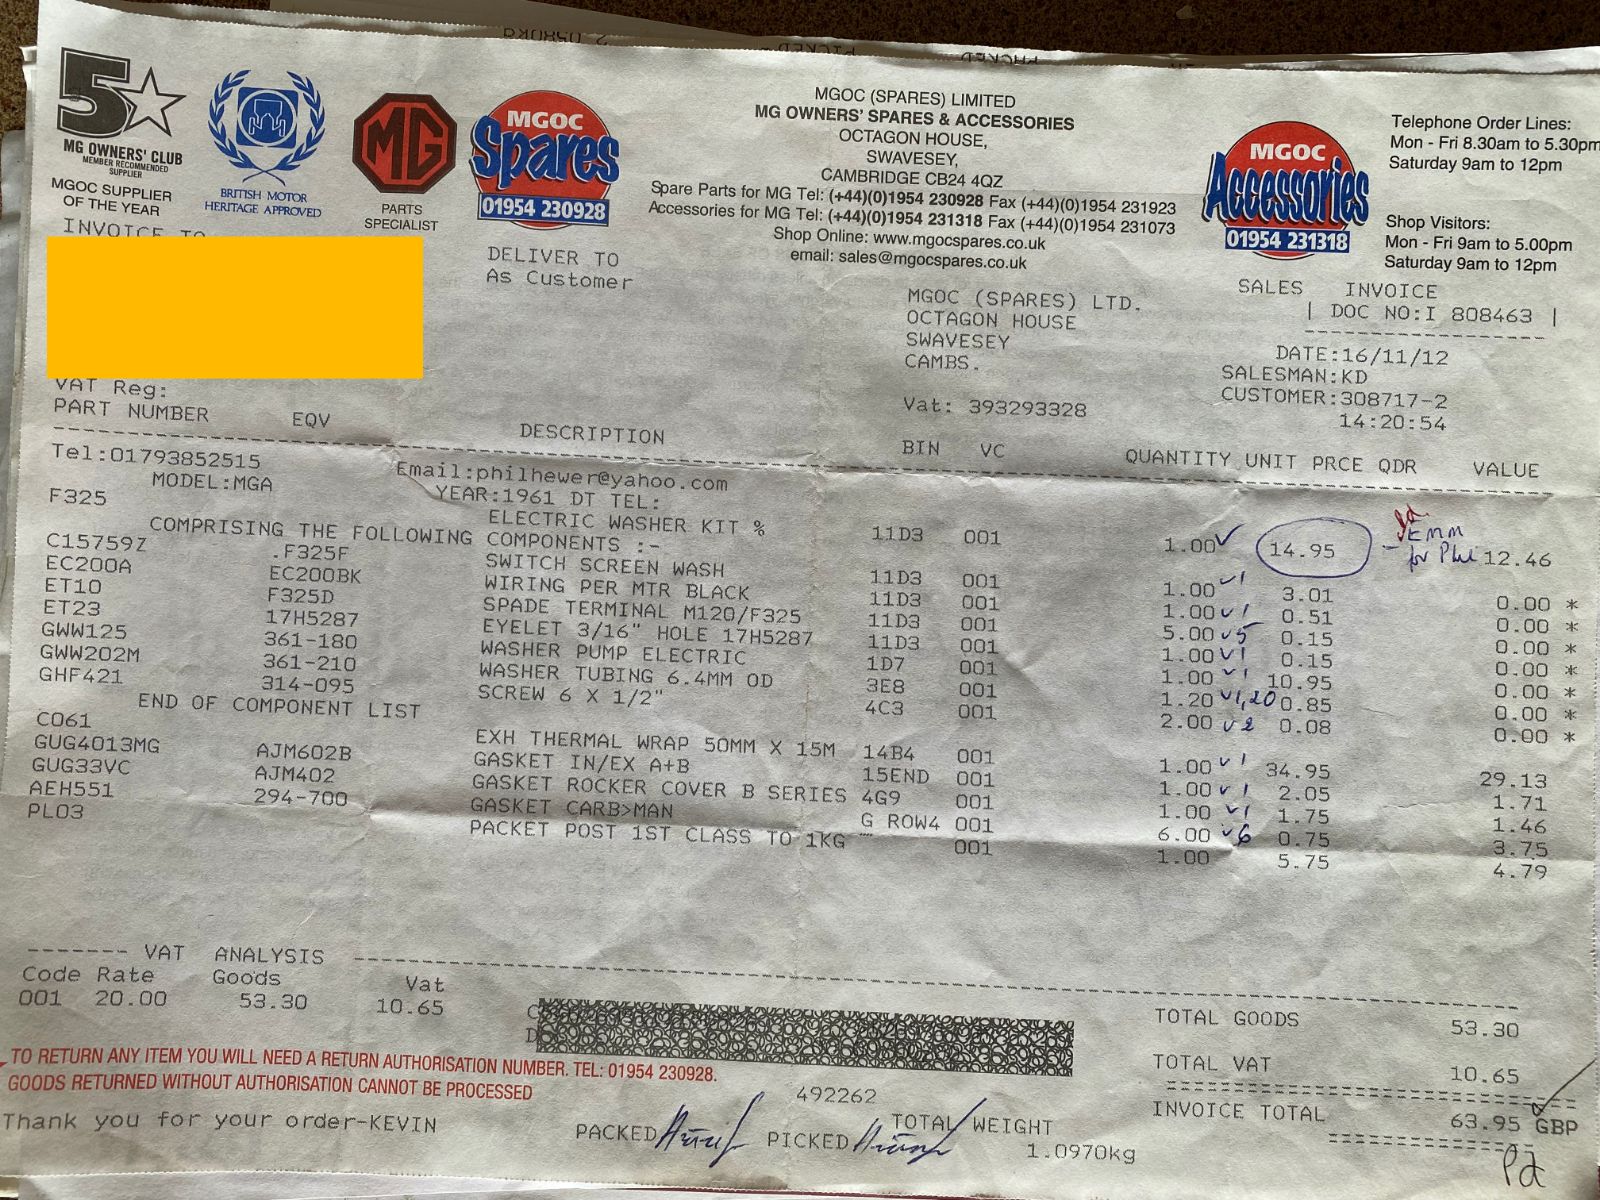 5☆
MG OWNERS' CLUB
MEMBER RECOMMENDED
SUPPLIER
MGOC SUPPLIER
OF THE YEAR
BRITISH MOTOR
HERITAGE APPROVED
MG
PARTS
SPECIALIST
MGOC
Spares
01954 230928
MGOC (SPARES) LIMITED
MG OWNERS' SPARES & ACCESSORIES
OCTAGON HOUSE,
SWAVESEY,
CAMBRIDGE CB24 4QZ
Spare Parts for MG Tel: (+44)(0)1954 230928 Fax (+44)(0)1954 231923
Accessories for MG Tel: (+44)(0)1954 231318 Fax (+44)(0)1954 231073
Shop Online: www.mgocspares.co.uk
email: sales@mgocspares.co.uk
MGOC
Accessories
01954 231318
Telephone Order Lines:
Mon - Fri 8.30am to 5.30pm
Saturday 9am to 12pm
Shop Visitors:
Mon - Fri 9am to 5.00pm
Saturday 9am to 12pm
INVOICE TO
DELIVER TO
As Customer
MGOC (SPARES) LTD.
OCTAGON HOUSE
SWAVESEY
CAMBS.
Vat: 393293328
SALES INVOICE
| DOC NO:I 808463 |
DATE:16/11/12
SALESMAN:KD
CUSTOMER:308717-2
14:20:54
VAT Reg:
PART NUMBER EQV DESCRIPTION BIN VC QUANTITY UNIT PRCE QDR VALUE
Tel:01793852515 Email:philhewer@yahoo.com
MODEL:MGA YEAR:1961 DT TEL:
F325 ELECTRIC WASHER KIT % 11D3 001 1.00 ✓ 14.95 12.46
Pd
for Phil
COMPRISING THE FOLLOWING COMPONENTS :-
C15759Z .F325F SWITCH SCREEN WASH 11D3 001 1.00 ✓1 3.01 0.00 *
EC200A EC200BK WIRING PER MTR BLACK 11D3 001 1.00 ✓1 0.51 0.00 *
ET10 F325D SPADE TERMINAL M120/F325 11D3 001 5.00 ✓5 0.15 0.00 *
ET23 17H5287 EYELET 3/16" HOLE 17H5287 11D3 001 1.00 ✓1 0.15 0.00 *
GWW125 361-180 WASHER PUMP ELECTRIC 1D7 001 1.00 ✓1 10.95 0.00 *
GWW202M 361-210 WASHER TUBING 6.4MM OD 3E8 001 1.20 ✓1,20 0.85 0.00 *
GHF421 314-095 SCREW 6 X 1/2" 4C3 001 2.00 ✓2 0.08 0.00 *
END OF COMPONENT LIST
CO61 EXH THERMAL WRAP 50MM X 15M 14B4 001 1.00 ✓1 34.95 29.13
GUG4013MG AJM602B GASKET IN/EX A+B 15END 001 1.00 ✓1 2.05 1.71
GUG33VC AJM402 GASKET ROCKER COVER B SERIES 4G9 001 1.00 ✓1 1.75 1.46
AEH551 294-700 GASKET CARB>MAN G ROW4 001 6.00 ✓6 0.75 3.75
PL03 PACKET POST 1ST CLASS TO 1KG 001 1.00 5.75 4.79
VAT ANALYSIS
Code Rate Goods Vat
001 20.00 53.30 10.65
TOTAL GOODS 53.30
TOTAL VAT 10.65
INVOICE TOTAL 63.95 GBP
Pd
TO RETURN ANY ITEM YOU WILL NEED A RETURN AUTHORISATION NUMBER. TEL: 01954 230928.
GOODS RETURNED WITHOUT AUTHORISATION CANNOT BE PROCESSED
492262
Thank you for your order-KEVIN
PACKED PICKED TOTAL WEIGHT
1.0970kg